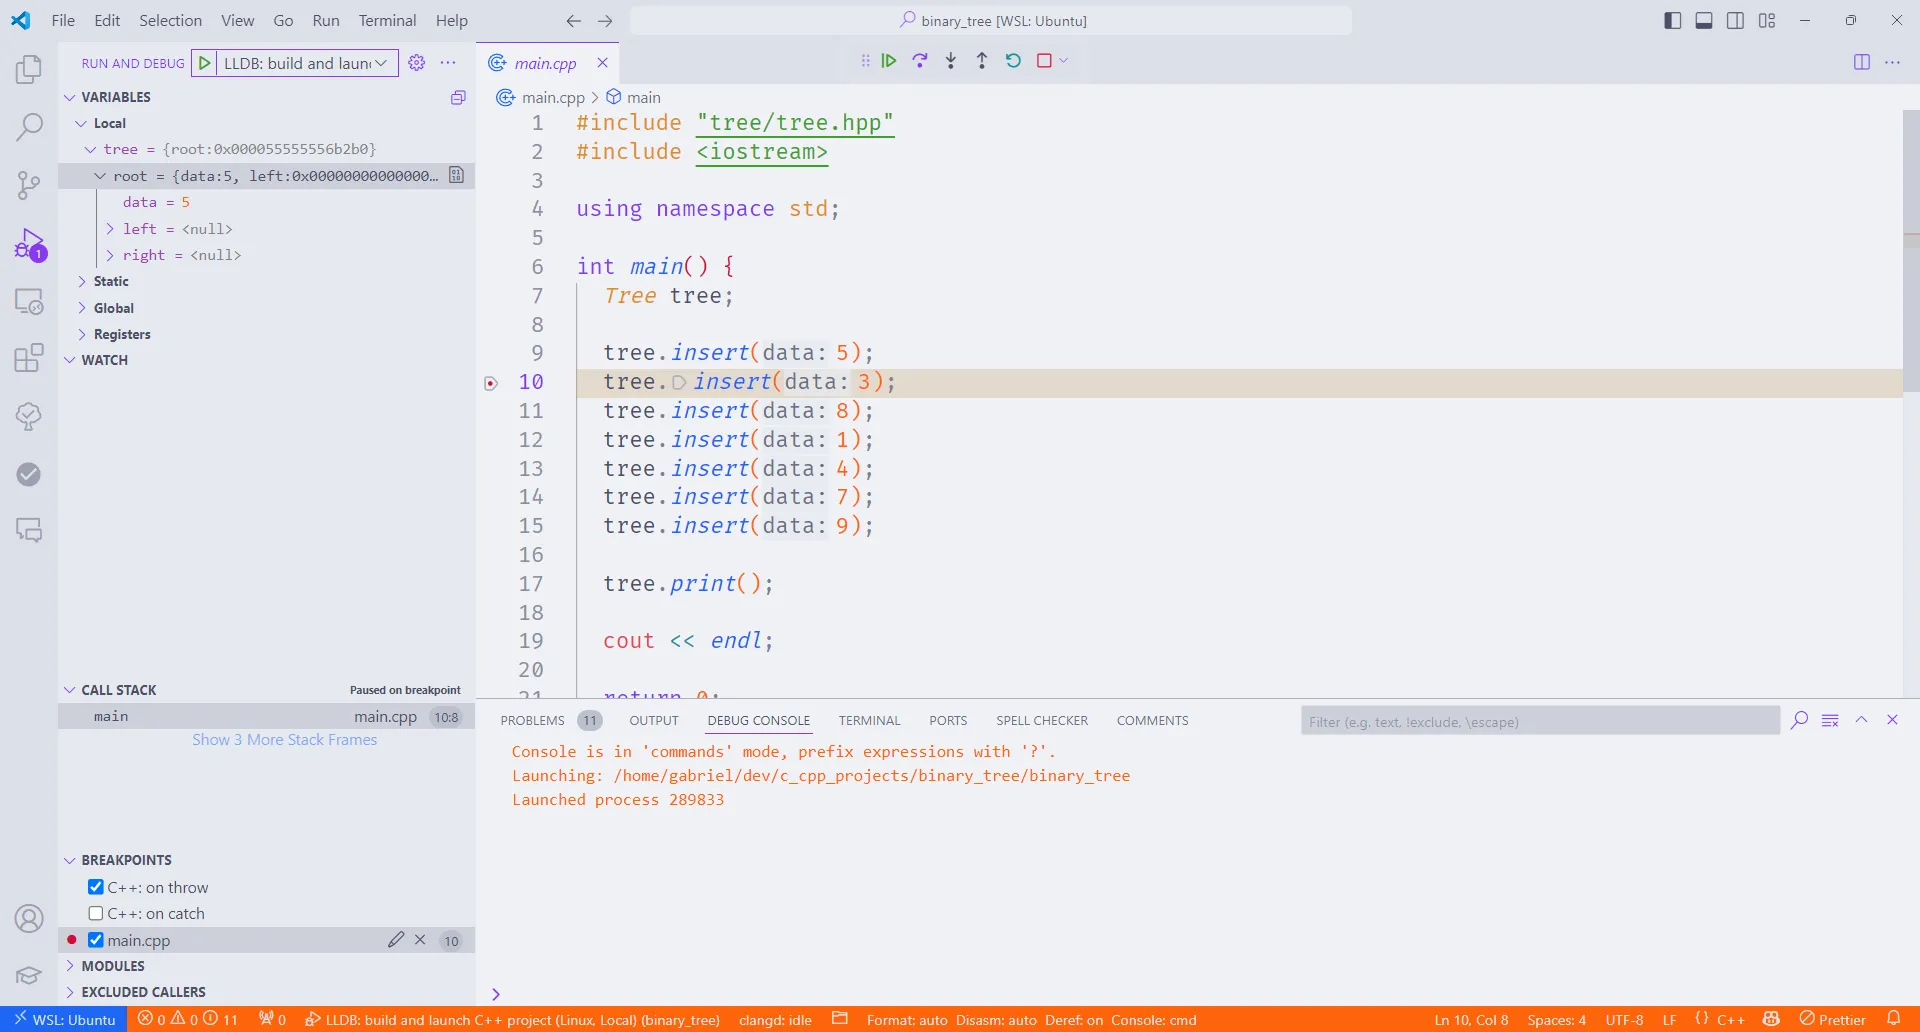 File Edit Selection View Go Run Terminal Help
binary_tree [WSL: Ubuntu]
RUN AND DEBUG
LLDB: build and laun
VARIABLES
Local
tree = {root:0x000055555556b2b0}
root = {data:5, left:0x00000000000000…
data = 5
left = <null>
right = <null>
Static
Global
Registers
WATCH
CALL STACK Paused on breakpoint
main main.cpp 10:8
Show 3 More Stack Frames
BREAKPOINTS
C++: on throw
C++: on catch
main.cpp 10
MODULES
EXCLUDED CALLERS
1
main.cpp
main.cpp > main
1 #include "tree/tree.hpp"
2 #include <iostream>
3
4 using namespace std;
5
6 int main() {
7 Tree tree;
8
9 tree.insert(data: 5);
10 tree.insert(data: 3);
11 tree.insert(data: 8);
12 tree.insert(data: 1);
13 tree.insert(data: 4);
14 tree.insert(data: 7);
15 tree.insert(data: 9);
16
17 tree.print();
18
19 cout << endl;
20
21 return 0;
PROBLEMS 11 OUTPUT DEBUG CONSOLE TERMINAL PORTS SPELL CHECKER COMMENTS
Filter (e.g. text, !exclude, \escape)
Console is in 'commands' mode, prefix expressions with '?'.
Launching: /home/gabriel/dev/c_cpp_projects/binary_tree/binary_tree
Launched process 289833
>
WSL: Ubuntu 0 0 11 0 LLDB: build and launch C++ project (Linux, Local) (binary_tree) clangd: idle Format: auto Disasm: auto Deref: on Console: cmd Ln 10, Col 8 Spaces: 4 UTF-8 LF {} C++ Prettier